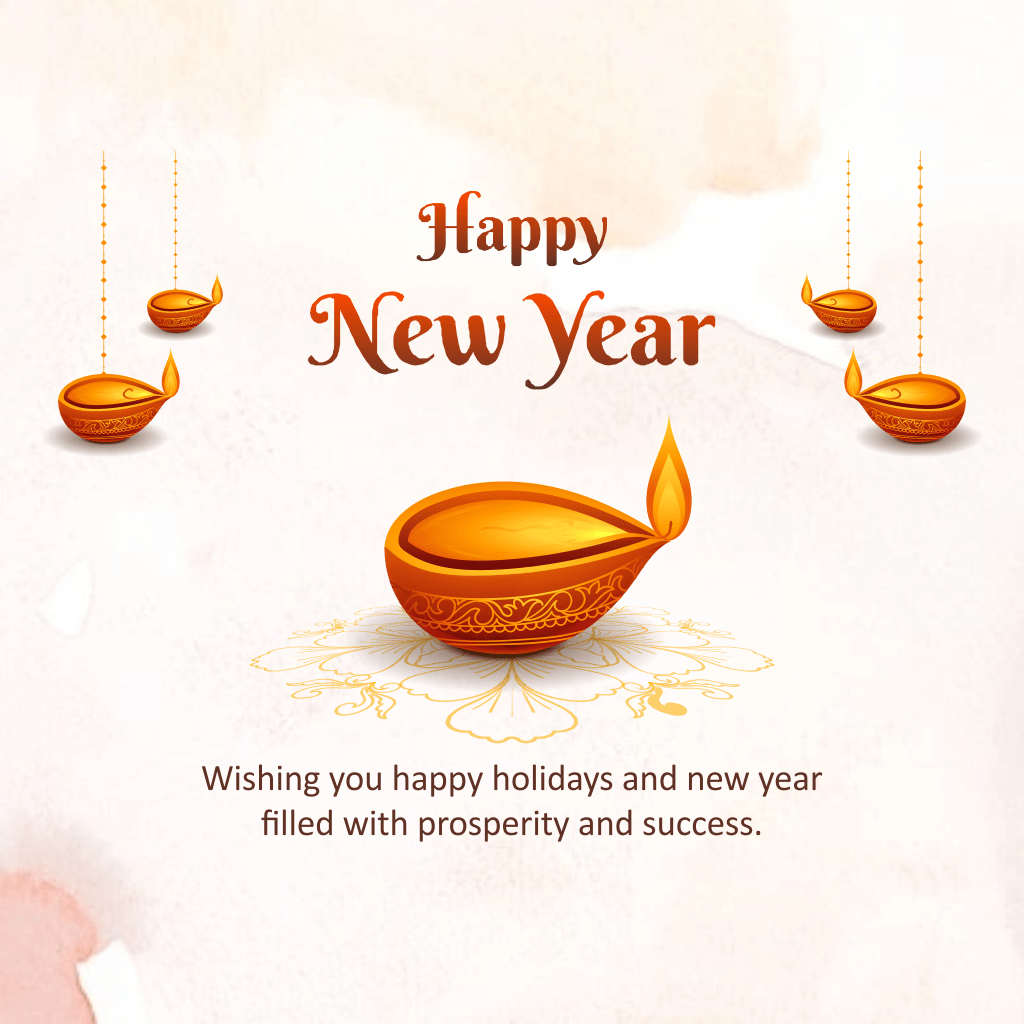 Happy
New Year
Wishing you happy holidays and new year
filled with prosperity and success.